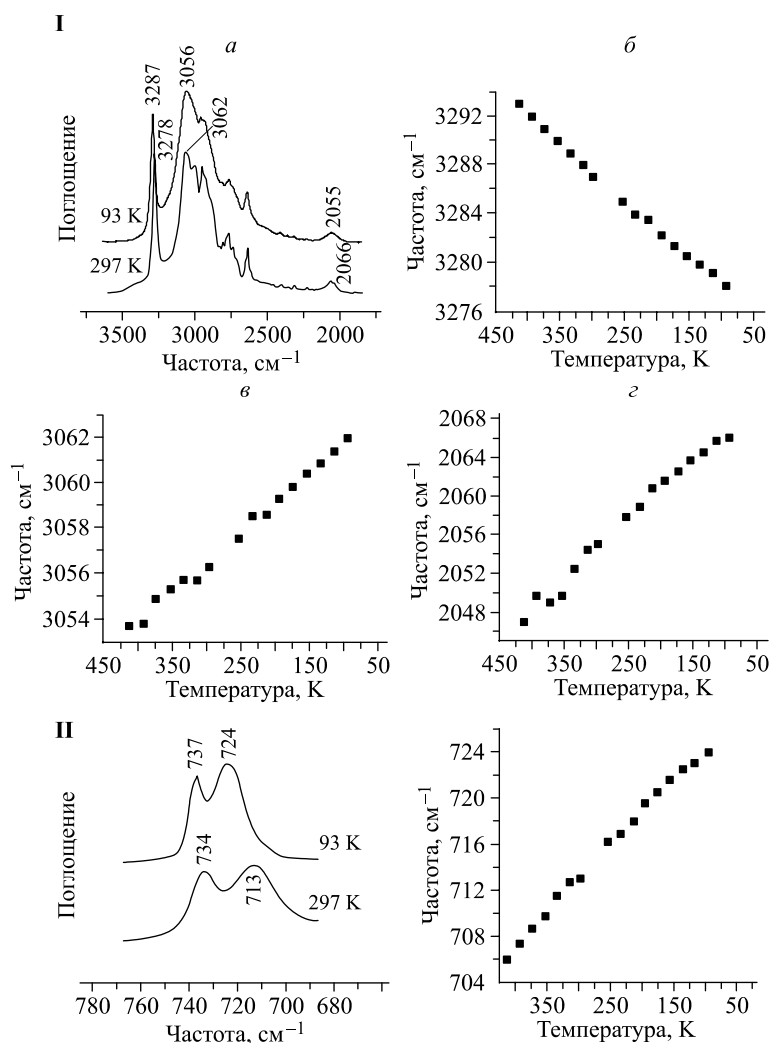 I
а
3287
3278
3056
3062
2055
2066
93 K
297 K
Поглощение
3500 3000 2500 2000
Частота, см⁻¹
б
3292
3288
3284
3280
3276
Частота, см⁻¹
450 350 250 150 50
Температура, K
в
3062
3060
3058
3056
3054
Частота, см⁻¹
450 350 250 150 50
Температура, K
г
2068
2064
2060
2056
2052
2048
Частота, см⁻¹
450 350 250 150 50
Температура, K
II
737
724
734
713
93 K
297 K
Поглощение
780 760 740 720 700 680
Частота, см⁻¹
724
720
716
712
708
704
Частота, см⁻¹
350 250 150 50
Температура, K